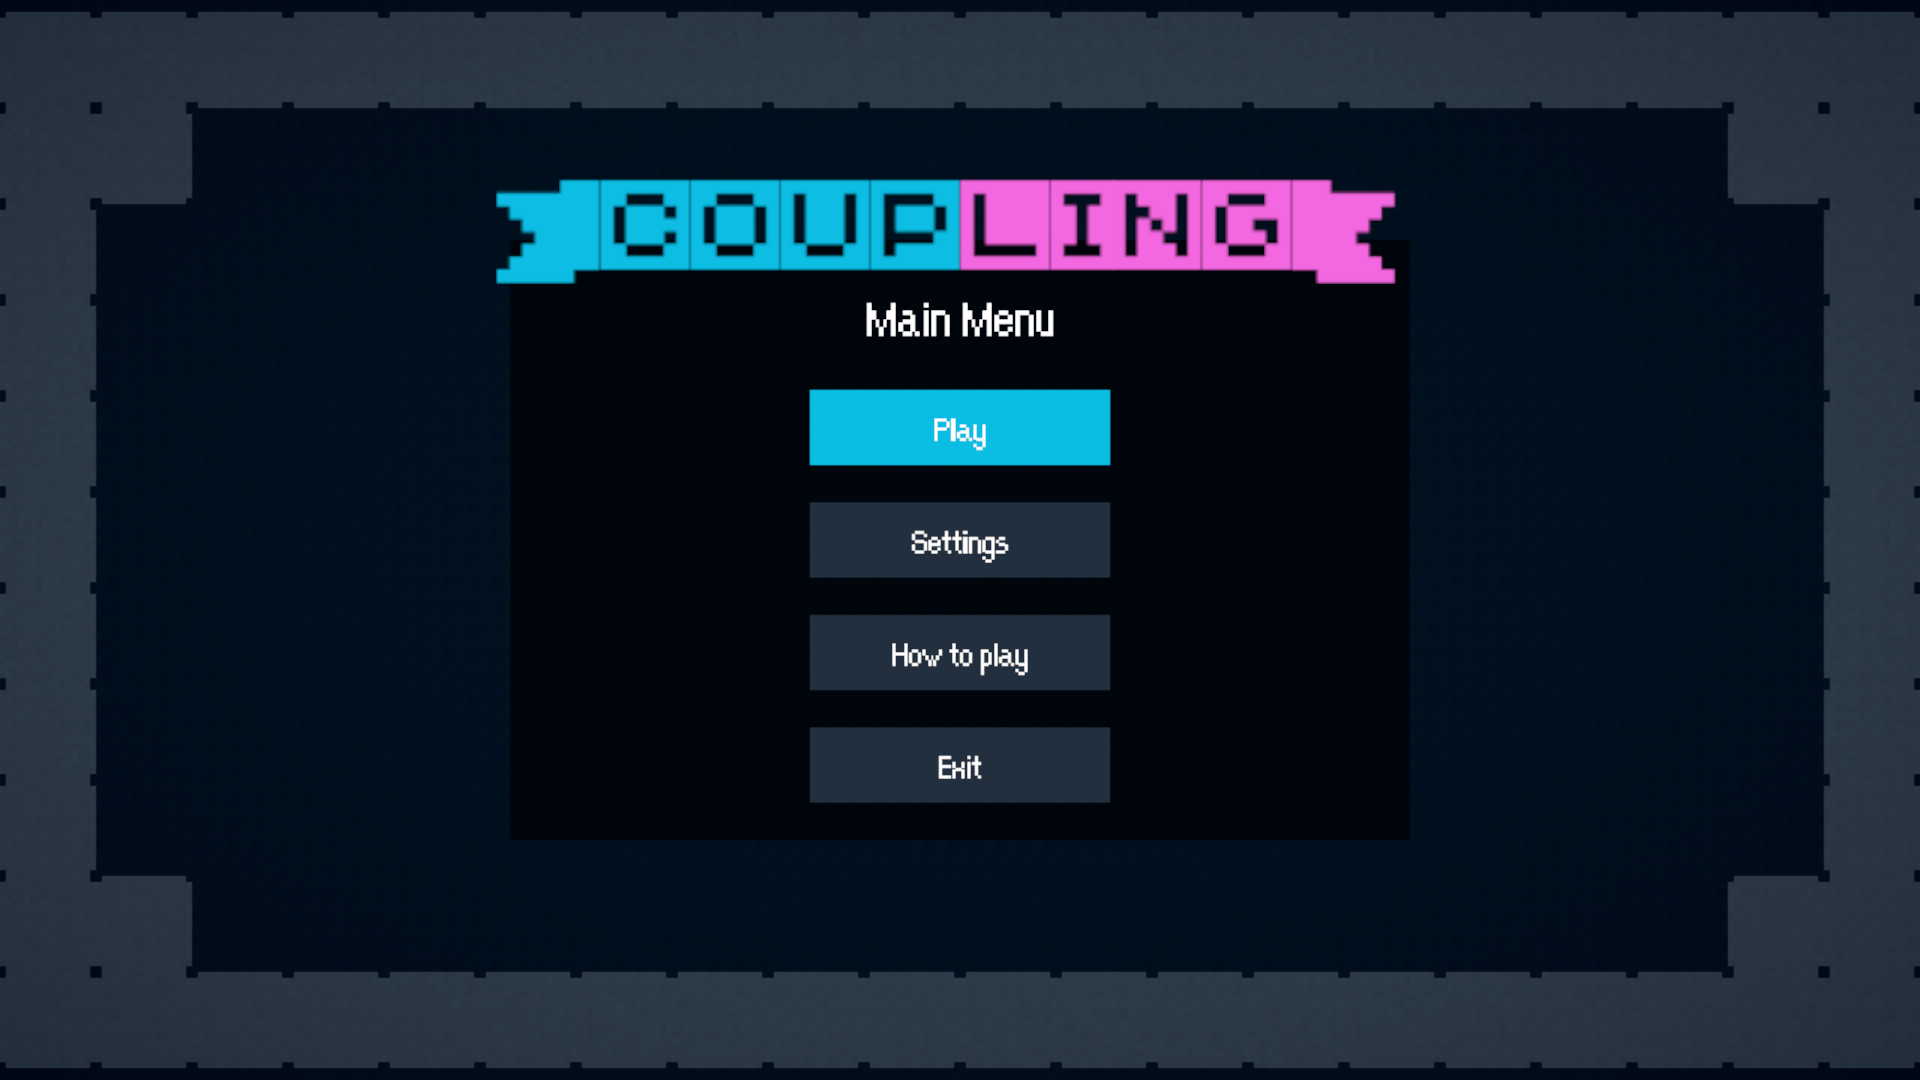 COUPLING
Main Menu
Play
Settings
How to play
Exit